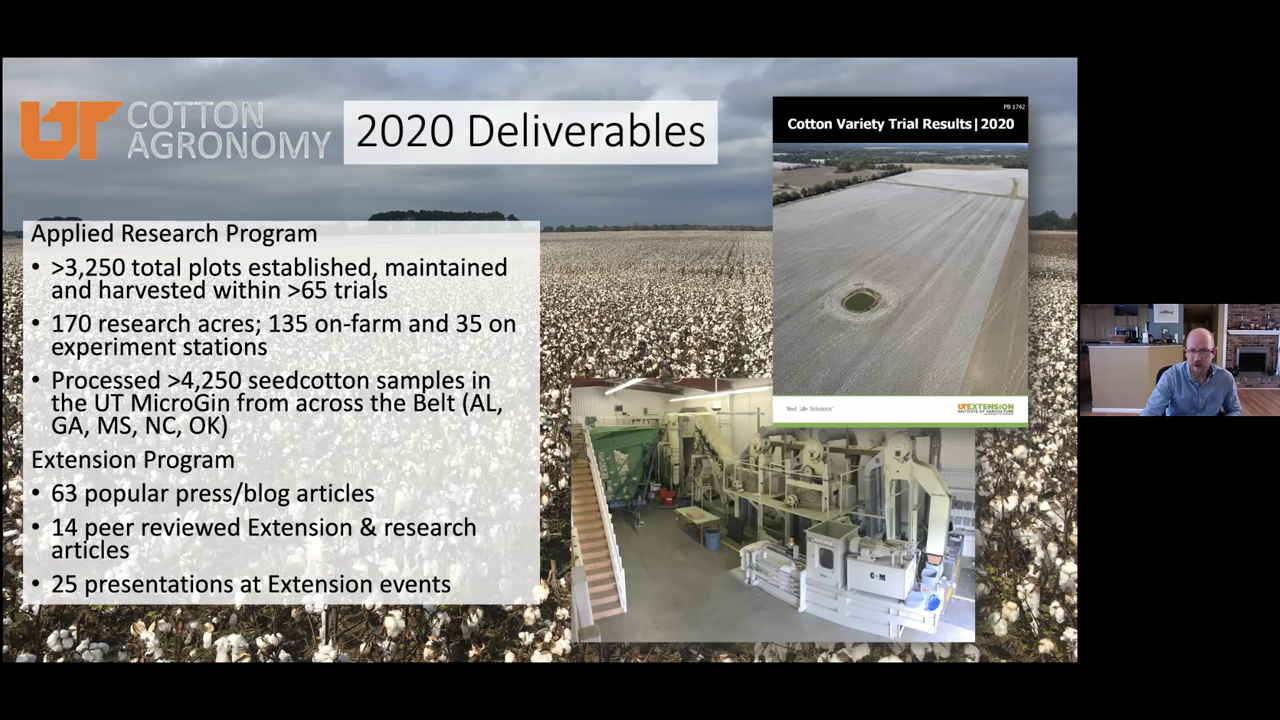 UT COTTON
AGRONOMY
2020 Deliverables
PB 1742
Cotton Variety Trial Results|2020
Applied Research Program
• >3,250 total plots established, maintained
and harvested within >65 trials
• 170 research acres; 135 on-farm and 35 on
experiment stations
• Processed >4,250 seedcotton samples in
the UT MicroGin from across the Belt (AL,
GA, MS, NC, OK)
Extension Program
• 63 popular press/blog articles
• 14 peer reviewed Extension & research
articles
• 25 presentations at Extension events
Real. Life. Solutions.
UT EXTENSION
INSTITUTE OF AGRICULTURE